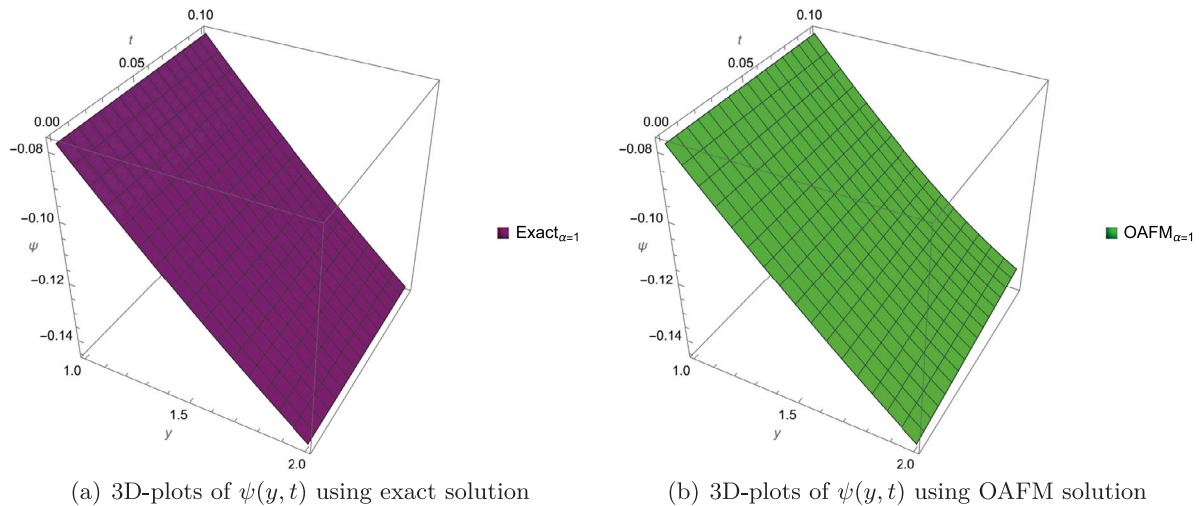 0.10
t
0.05
0.00
−0.08
−0.10
ψ
−0.12
−0.14
1.0
1.5
y
2.0
Exact α=1
(a) 3D-plots of ψ(y, t) using exact solution
0.10
t
0.05
0.00
−0.08
−0.10
ψ
−0.12
−0.14
1.0
1.5
y
2.0
OAFM α=1
(b) 3D-plots of ψ(y, t) using OAFM solution